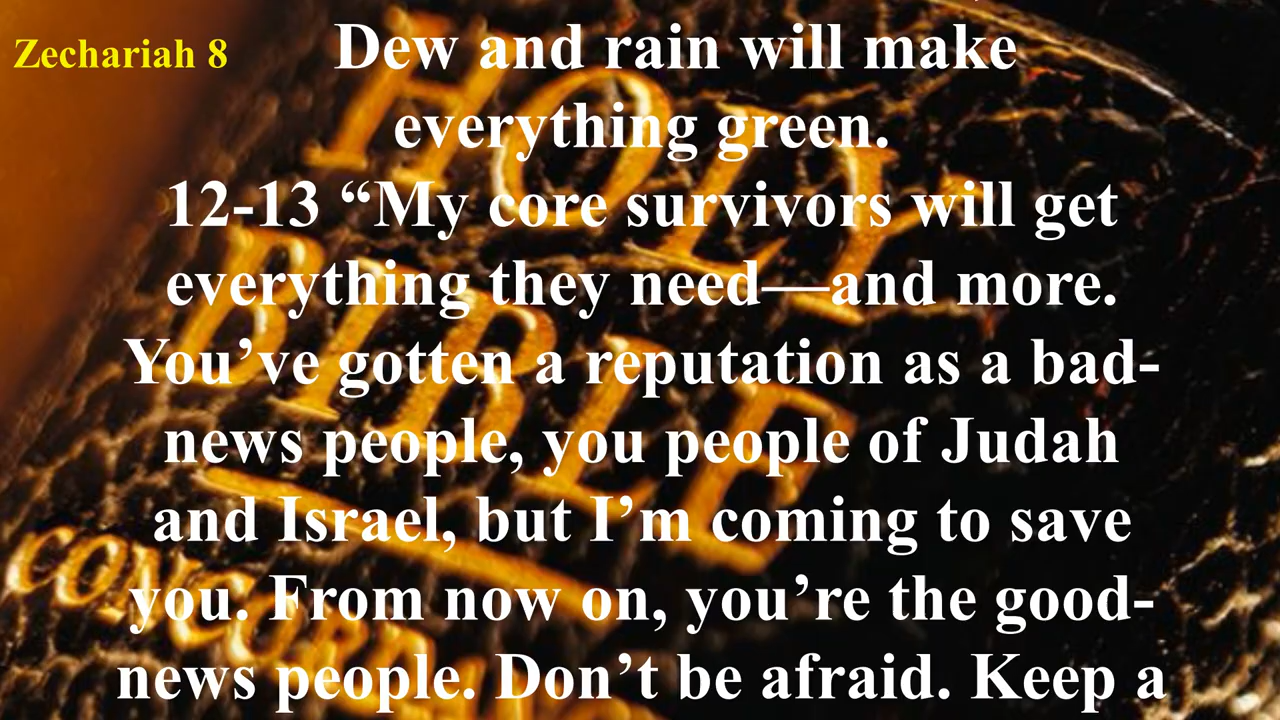 Zechariah 8
Dew and rain will make
everything green.
12-13 “My core survivors will get
everything they need—and more.
You’ve gotten a reputation as a bad-
news people, you people of Judah
and Israel, but I’m coming to save
you. From now on, you’re the good-
news people. Don’t be afraid. Keep a
HOLY
BIBLE